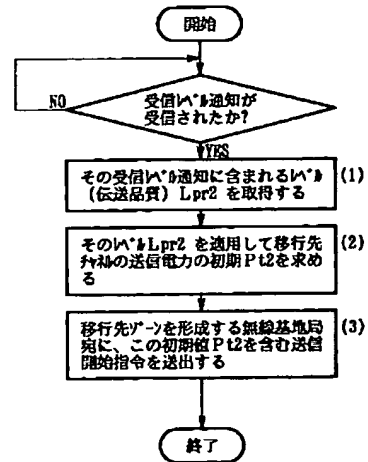 開始
NO
受信ﾚﾍﾞﾙ通知が
受信されたか?
YES
その受信ﾚﾍﾞﾙ通知に含まれるﾚﾍﾞﾙ
(伝送品質) Lpr2 を取得する
(1)
そのﾚﾍﾞﾙLpr2 を適用して移行先
ﾁｬﾈﾙの送信電力の初期Pt2を求め
る
(2)
移行先ｿﾞｰﾝを形成する無線基地局
宛に、この初期値Pt2を含む送信
開始指令を送出する
(3)
終了